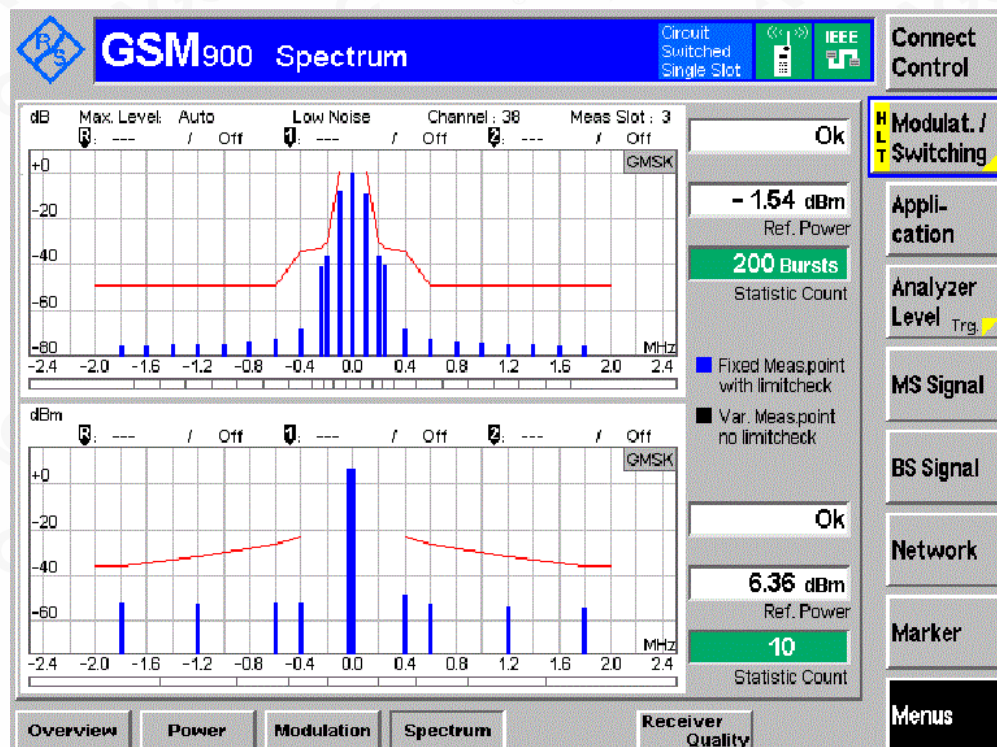 R&S
GSM900 Spectrum
Circuit Switched Single Slot
IEEE
Connect Control
dB Max. Level: Auto Low Noise Channel : 38 Meas Slot : 3
R: --- / Off 1: --- / Off 2: --- / Off
GMSK
+0
-20
-40
-60
-80
MHz
-2.4 -2.0 -1.6 -1.2 -0.8 -0.4 0.0 0.4 0.8 1.2 1.6 2.0 2.4
Ok
- 1.54 dBm
Ref. Power
200 Bursts
Statistic Count
Fixed Meas.point
with limitcheck
Var. Meas.point
no limitcheck
dBm
R: --- / Off 1: --- / Off 2: --- / Off
GMSK
+0
-20
-40
-60
MHz
-2.4 -2.0 -1.6 -1.2 -0.8 -0.4 0.0 0.4 0.8 1.2 1.6 2.0 2.4
Ok
6.36 dBm
Ref. Power
10
Statistic Count
HLT
Modulat. /
Switching
Appli-
cation
Analyzer
Level Trg.
MS Signal
BS Signal
Network
Marker
Menus
Overview Power Modulation Spectrum Receiver Quality